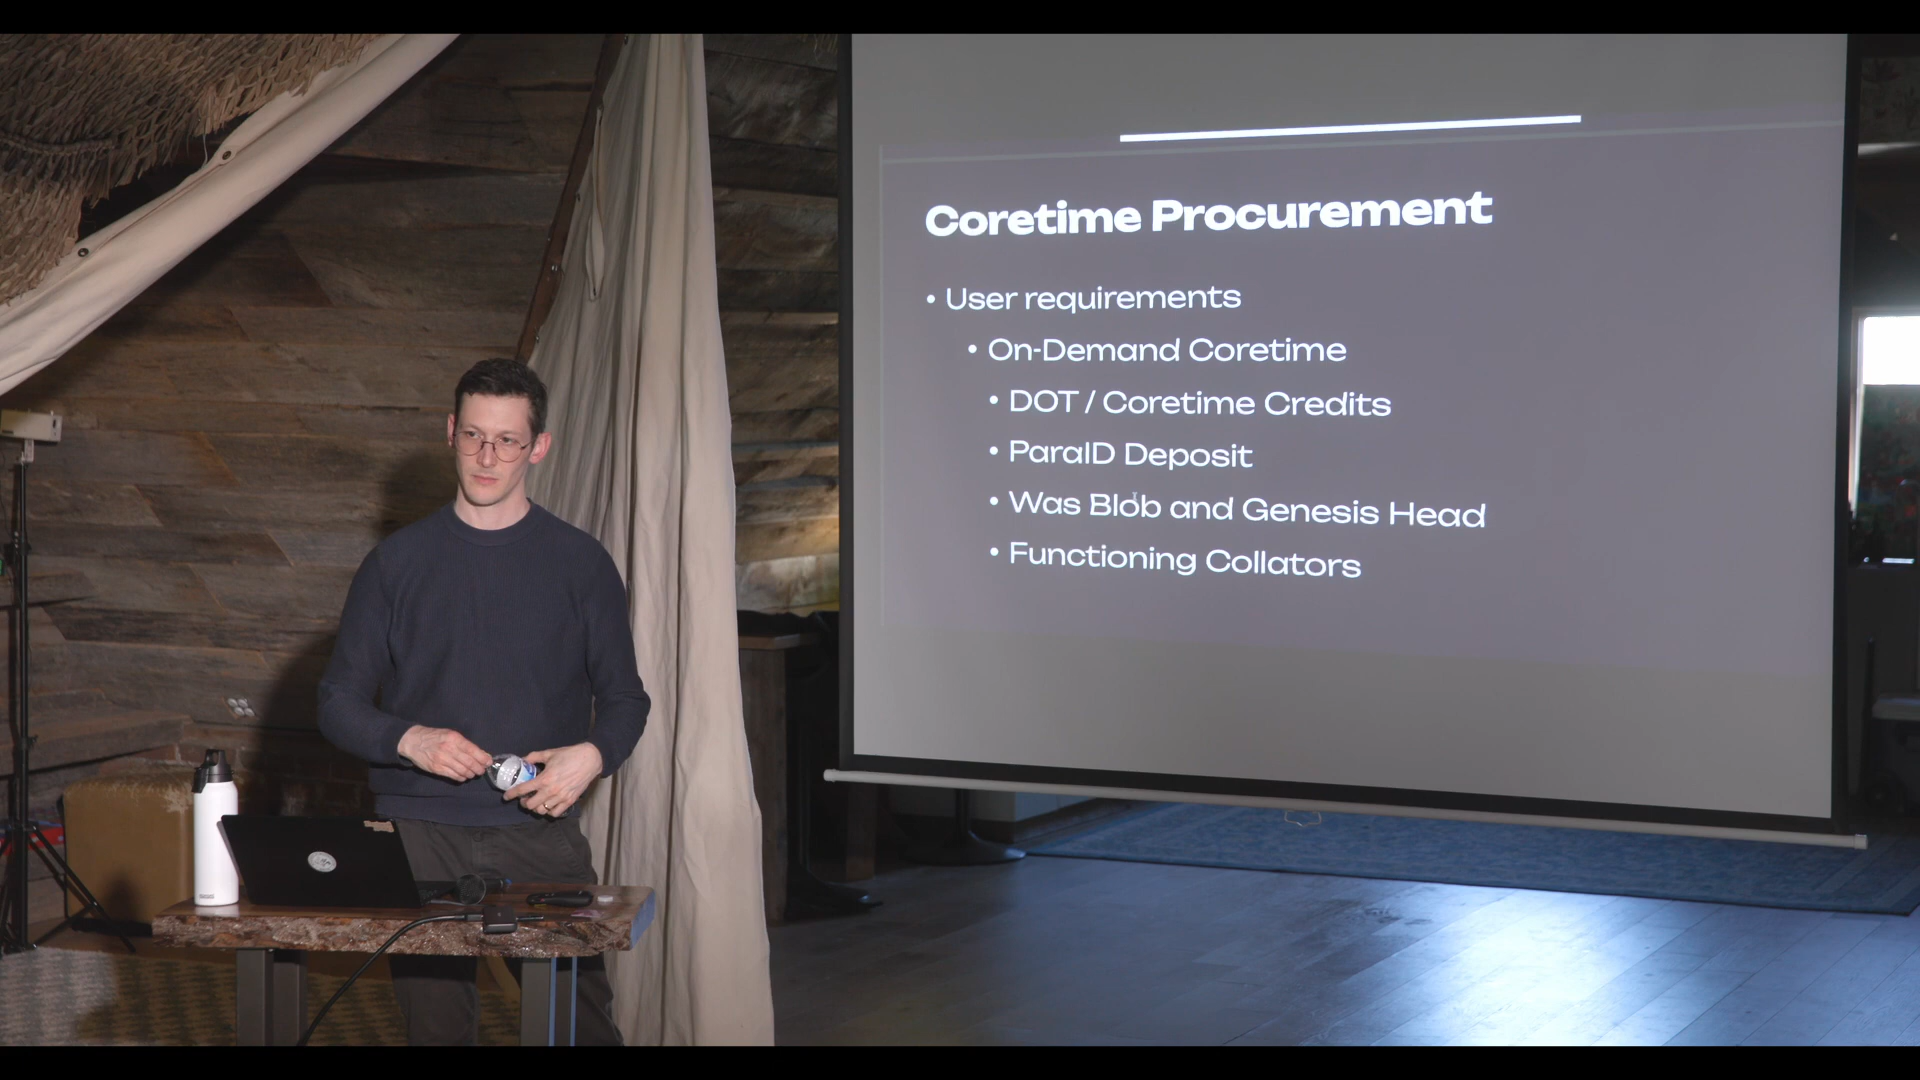 Coretime Procurement
• User requirements
• On-Demand Coretime
• DOT / Coretime Credits
• ParaID Deposit
• Was Blob and Genesis Head
• Functioning Collators